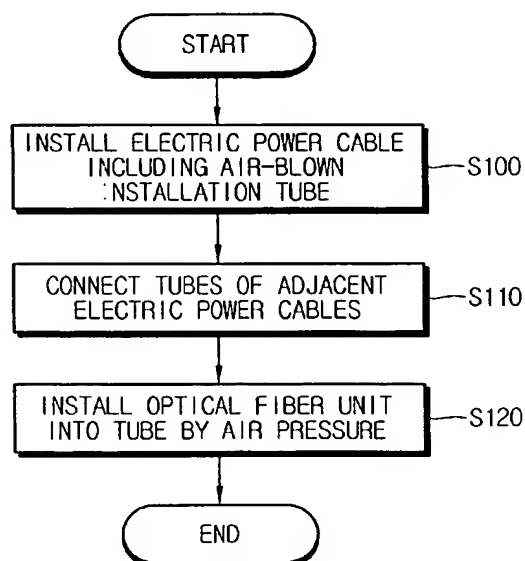 START
INSTALL ELECTRIC POWER CABLE
INCLUDING AIR-BLOWN
INSTALLATION TUBE
S100
CONNECT TUBES OF ADJACENT
ELECTRIC POWER CABLES
S110
INSTALL OPTICAL FIBER UNIT
INTO TUBE BY AIR PRESSURE
S120
END